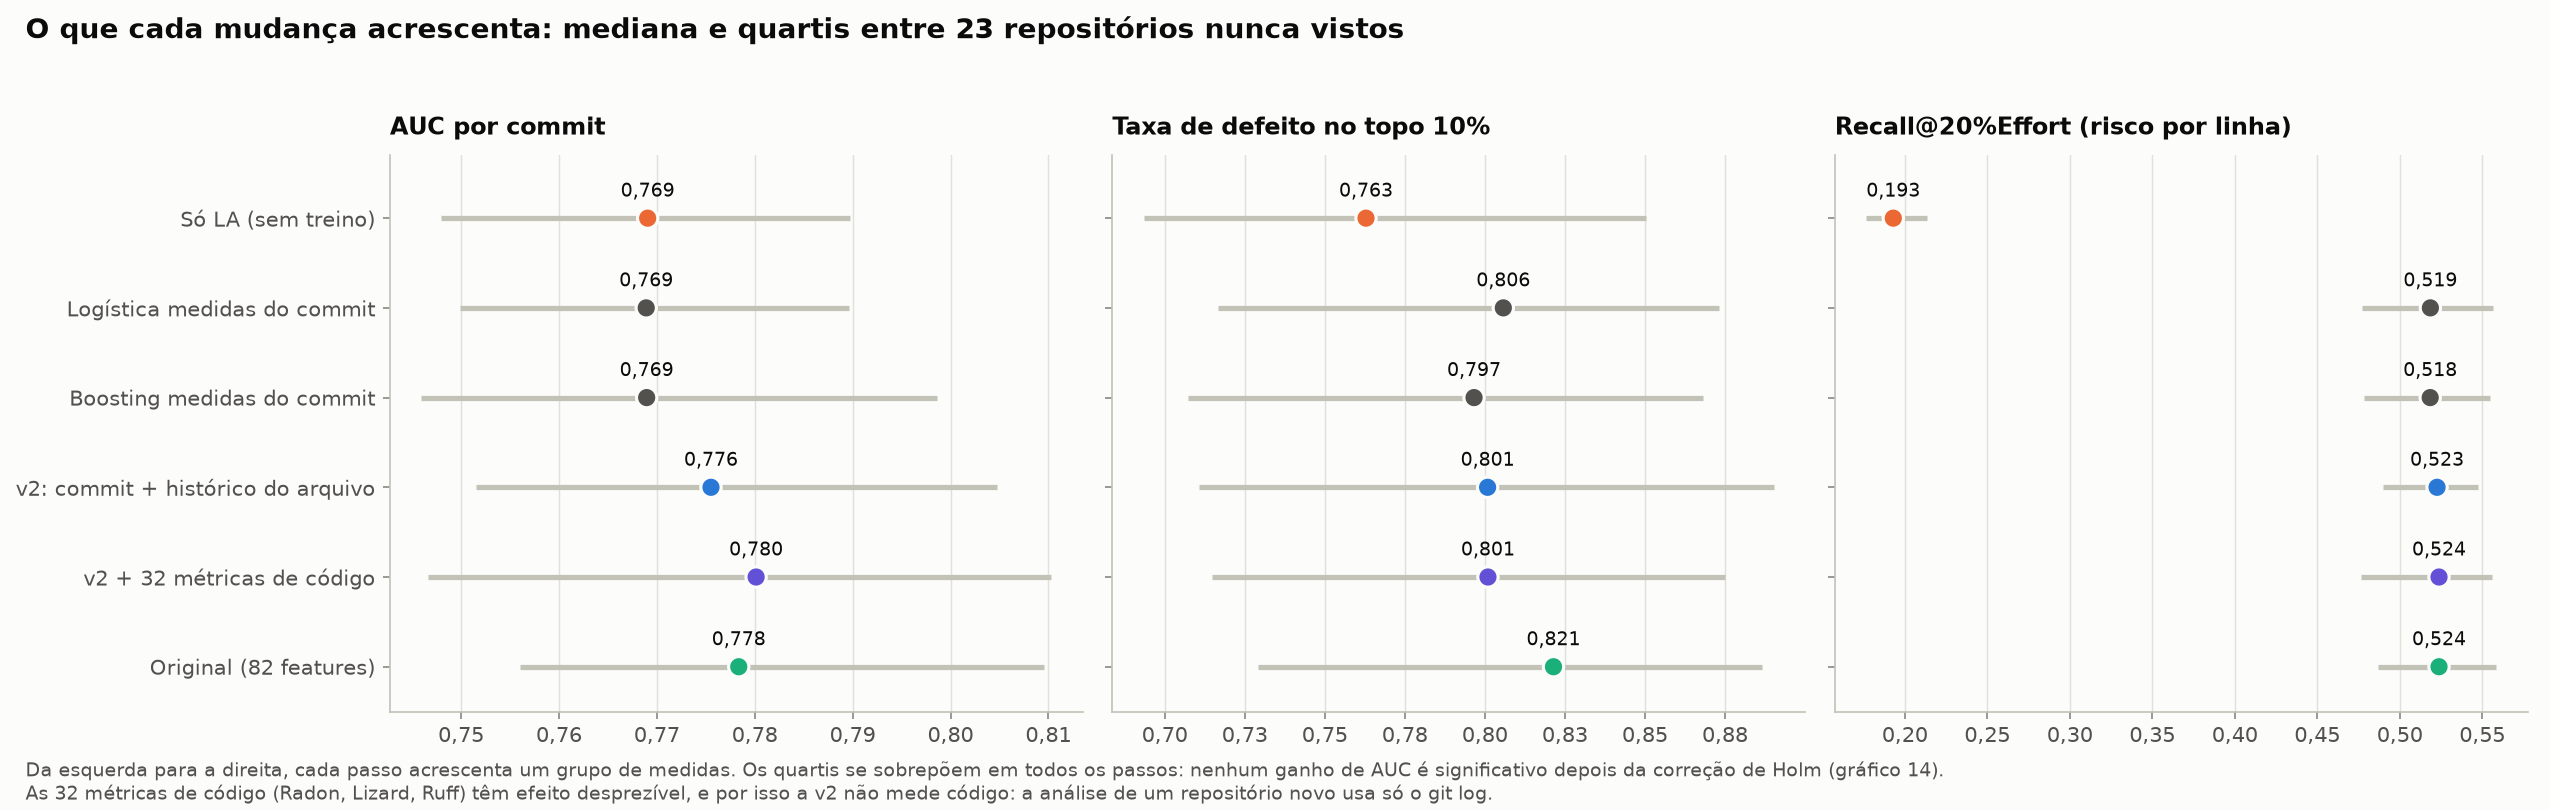 O que cada mudança acrescenta: mediana e quartis entre 23 repositórios nunca vistos
AUC por commit
Taxa de defeito no topo 10%
Recall@20%Effort (risco por linha)
Só LA (sem treino)
0,769
0,763
0,193
Logística medidas do commit
0,769
0,806
0,519
Boosting medidas do commit
0,769
0,797
0,518
v2: commit + histórico do arquivo
0,776
0,801
0,523
v2 + 32 métricas de código
0,780
0,801
0,524
Original (82 features)
0,778
0,821
0,524
0,75 0,76 0,77 0,78 0,79 0,80 0,81
0,70 0,73 0,75 0,78 0,80 0,83 0,85 0,88
0,20 0,25 0,30 0,35 0,40 0,45 0,50 0,55
Da esquerda para a direita, cada passo acrescenta um grupo de medidas. Os quartis se sobrepõem em todos os passos: nenhum ganho de AUC é significativo depois da correção de Holm (gráfico 14).
As 32 métricas de código (Radon, Lizard, Ruff) têm efeito desprezível, e por isso a v2 não mede código: a análise de um repositório novo usa só o git log.